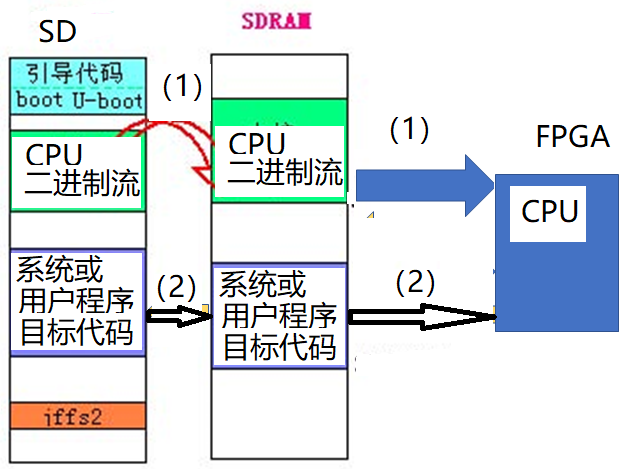 SD
SDRAM
引导代码
boot U-boot
(1)
(1)
FPGA
CPU
二进制流
CPU
二进制流
CPU
系统或
用户程序
目标代码
(2)
系统或
用户程序
目标代码
(2)
jffs2